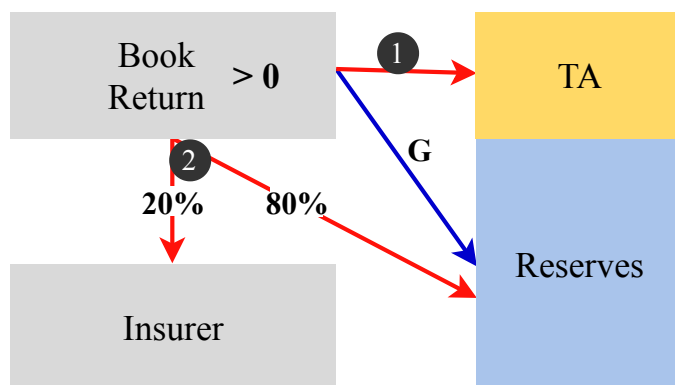 Book
Return > 0
1
TA
G
2
20%
80%
Reserves
Insurer